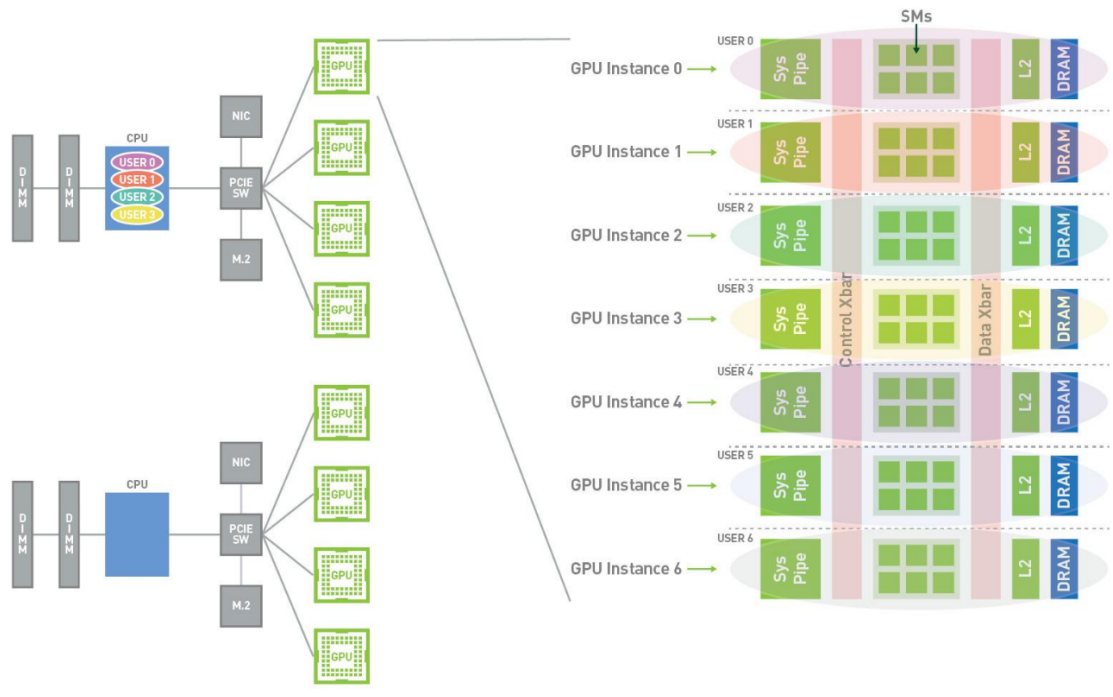 DIMM
DIMM
CPU
USER 0
USER 1
USER 2
USER 3
NIC
PCIE
SW
M.2
GPU
GPU
GPU
GPU
DIMM
DIMM
CPU
NIC
PCIE
SW
M.2
GPU
GPU
GPU
GPU
SMs
Control Xbar
Data Xbar
GPU Instance 0
USER 0
Sys
Pipe
L2
DRAM
GPU Instance 1
USER 1
Sys
Pipe
L2
DRAM
GPU Instance 2
USER 2
Sys
Pipe
L2
DRAM
GPU Instance 3
USER 3
Sys
Pipe
L2
DRAM
GPU Instance 4
USER 4
Sys
Pipe
L2
DRAM
GPU Instance 5
USER 5
Sys
Pipe
L2
DRAM
GPU Instance 6
USER 6
Sys
Pipe
L2
DRAM